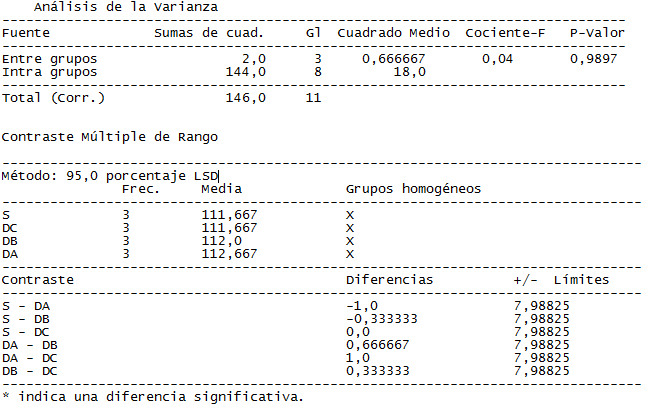 Análisis de la Varianza
Fuente Sumas de cuad. Gl Cuadrado Medio Cociente-F P-Valor
Entre grupos 2,0 3 0,666667 0,04 0,9897
Intra grupos 144,0 8 18,0
Total (Corr.) 146,0 11
Contraste Múltiple de Rango
Método: 95,0 porcentaje LSD
Frec. Media Grupos homogéneos
S 3 111,667 X
DC 3 111,667 X
DB 3 112,0 X
DA 3 112,667 X
Contraste Diferencias +/- Límites
S - DA -1,0 7,98825
S - DB -0,333333 7,98825
S - DC 0,0 7,98825
DA - DB 0,666667 7,98825
DA - DC 1,0 7,98825
DB - DC 0,333333 7,98825
* indica una diferencia significativa.